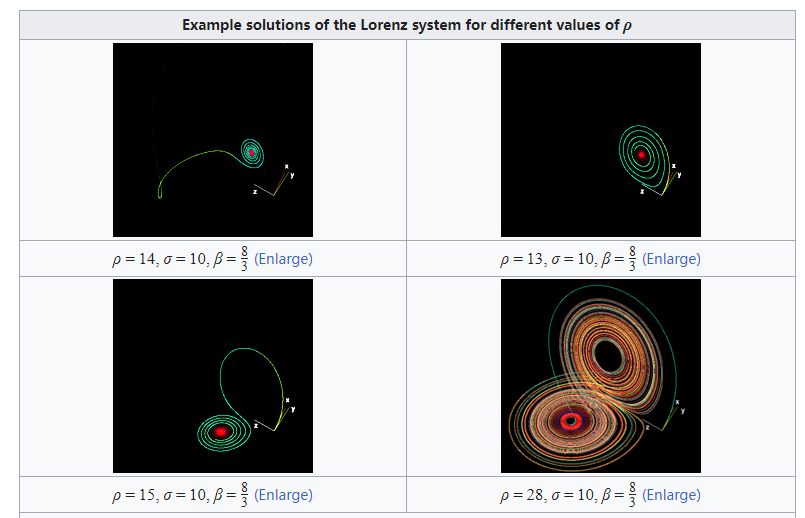 Example solutions of the Lorenz system for different values of ρ
x
y
z
x
y
z
ρ = 14, σ = 10, β = 8/3 (Enlarge)
ρ = 13, σ = 10, β = 8/3 (Enlarge)
x
y
z
x
y
z
ρ = 15, σ = 10, β = 8/3 (Enlarge)
ρ = 28, σ = 10, β = 8/3 (Enlarge)